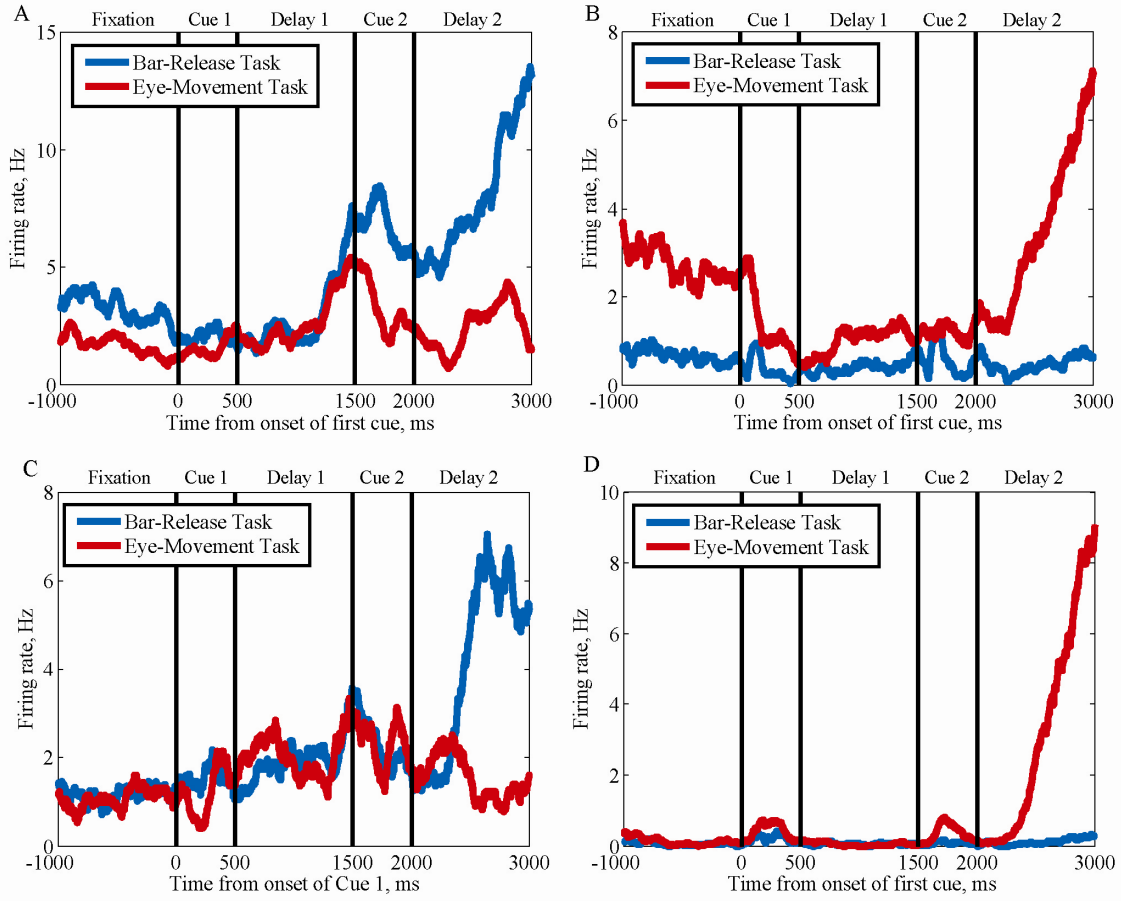 A
Fixation Cue 1 Delay 1 Cue 2 Delay 2
15
10
5
0
Firing rate, Hz
Bar-Release Task
Eye-Movement Task
-1000 0 500 1500 2000 3000
Time from onset of first cue, ms
B
Fixation Cue 1 Delay 1 Cue 2 Delay 2
8
6
4
2
0
Firing rate, Hz
Bar-Release Task
Eye-Movement Task
-1000 0 500 1500 2000 3000
Time from onset of first cue, ms
C
Fixation Cue 1 Delay 1 Cue 2 Delay 2
8
6
4
2
0
Firing rate, Hz
Bar-Release Task
Eye-Movement Task
-1000 0 500 1500 2000 3000
Time from onset of Cue 1, ms
D
Fixation Cue 1 Delay 1 Cue 2 Delay 2
10
8
6
4
2
0
Firing rate, Hz
Bar-Release Task
Eye-Movement Task
-1000 0 500 1500 2000 3000
Time from onset of first cue, ms